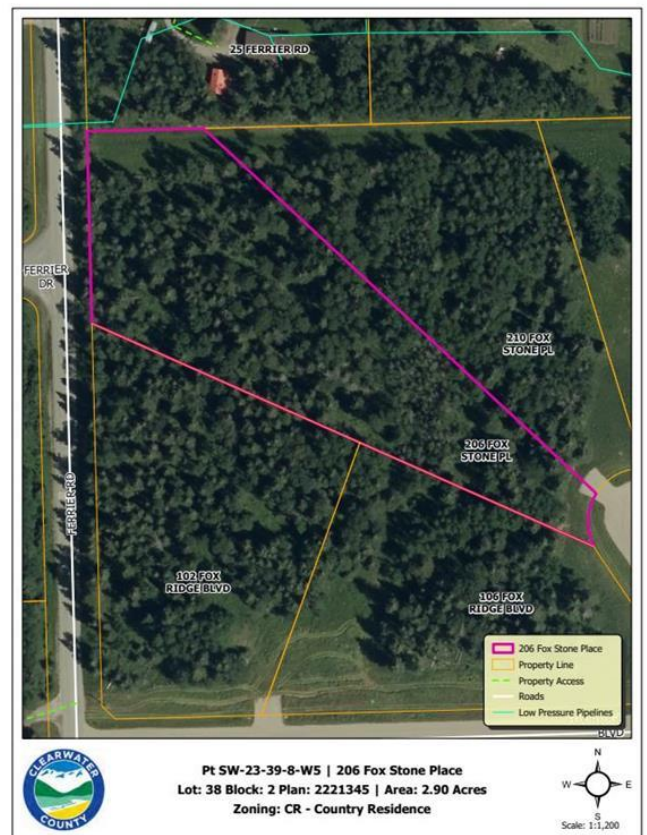 25 FERRIER RD
FERRIER
DR
210 FOX
STONE PL
206 FOX
STONE PL
FERRIER RD
102 FOX
RIDGE BLVD
106 FOX
RIDGE BLVD
206 Fox Stone Place
Property Line
Property Access
Roads
Low Pressure Pipelines
BLVD
CLEARWATER
COUNTY
Pt SW-23-39-8-W5 | 206 Fox Stone Place
Lot: 38 Block: 2 Plan: 2221345 | Area: 2.90 Acres
Zoning: CR - Country Residence
N
W E
S
Scale: 1:1,200